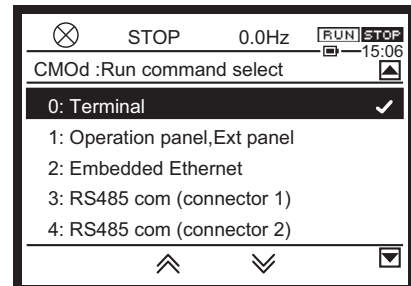 STOP 0.0Hz RUN STOP
15:06
CMOd :Run command select
0: Terminal
1: Operation panel,Ext panel
2: Embedded Ethernet
3: RS485 com (connector 1)
4: RS485 com (connector 2)